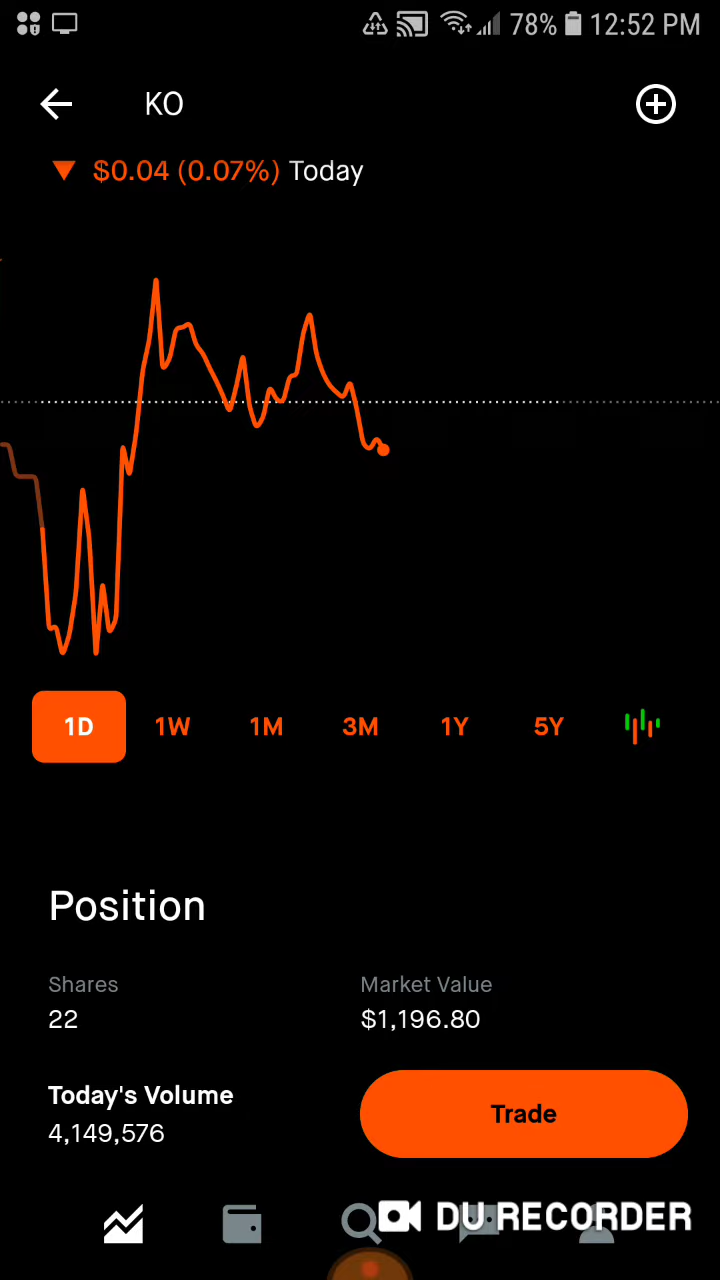 78% 12:52 PM
KO
$0.04 (0.07%) Today
1D 1W 1M 3M 1Y 5Y
Position
Shares Market Value
22 $1,196.80
Today's Volume
4,149,576
Trade
DU RECORDER